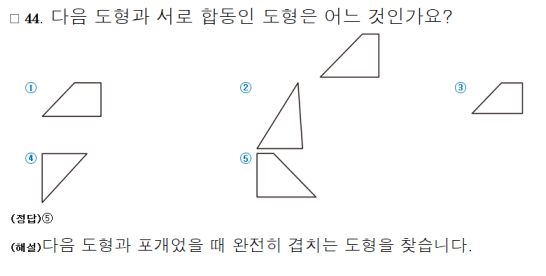 □ 44. 다음 도형과 서로 합동인 도형은 어느 것인가요?
① ② ③
④ ⑤
(정답)⑤
(해설)다음 도형과 포개었을 때 완전히 겹치는 도형을 찾습니다.